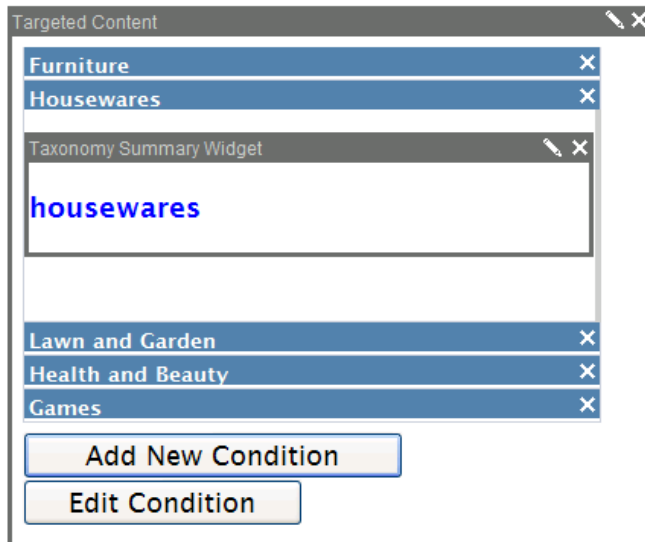 Targeted Content
Furniture
Housewares
Taxonomy Summary Widget
housewares
Lawn and Garden
Health and Beauty
Games
Add New Condition
Edit Condition